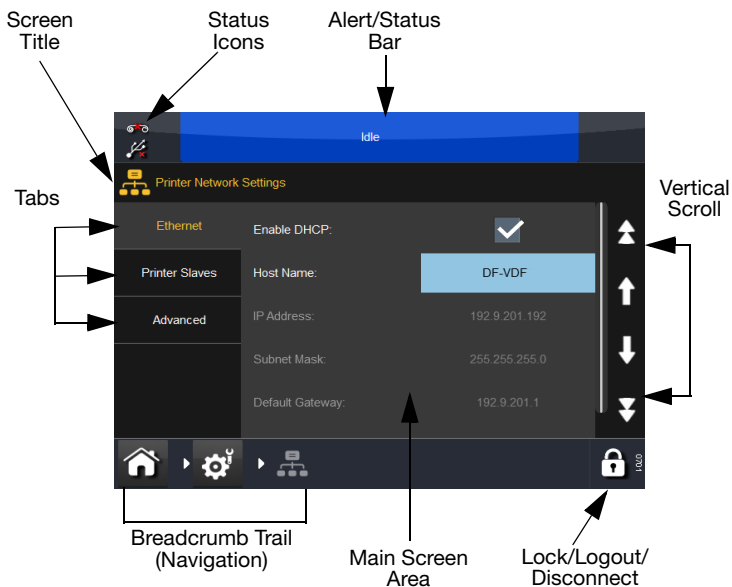 Screen
Title
Status
Icons
Alert/Status
Bar
Idle
Printer Network Settings
Tabs
Vertical
Scroll
Ethernet
Enable DHCP:
Printer Slaves
Host Name:
DF-VDF
Advanced
IP Address:
192.9.201.192
Subnet Mask:
255.255.255.0
Default Gateway:
192.9.201.1
0701
Breadcrumb Trail
(Navigation)
Main Screen
Area
Lock/Logout/
Disconnect